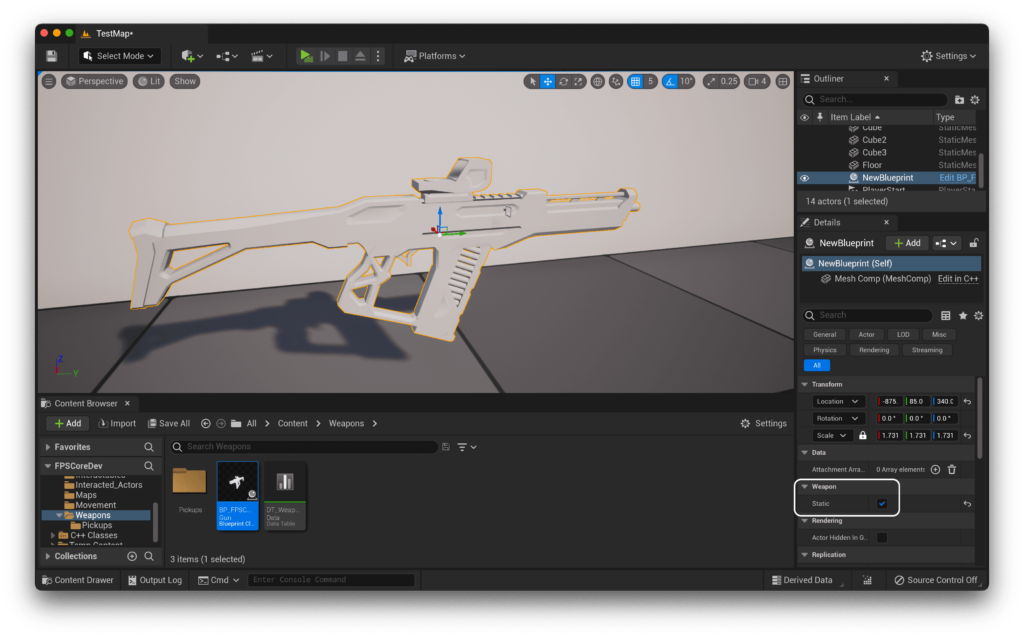 TestMap*
Select Mode
Platforms
Settings
Perspective
Lit
Show
5
10°
0.25
4
Z
Y
Outliner
Search...
Item Label
Type
Cube
StaticMes
Cube2
StaticMes
Cube3
StaticMes
Floor
StaticMes
NewBlueprint
Edit BP_F
PlayerStart
PlayerSta
14 actors (1 selected)
Details
NewBlueprint
+ Add
NewBlueprint (Self)
Mesh Comp (MeshComp)
Edit in C++
Search
General
Actor
LOD
Misc
Physics
Rendering
Streaming
All
Transform
Location
-875.
85.0
340.0
Rotation
0.0°
0.0°
0.0°
Scale
1.731
1.731
1.731
Data
Attachment Arra...
0 Array elements
Weapon
Static
Rendering
Actor Hidden In G..
Replication
Content Browser
+ Add
Import
Save All
All
Content
Weapons
Settings
Favorites
FPSCoreDev
Interacted_Actors
Maps
Movement
Weapons
Pickups
C++ Classes
Temp Content
Collections
Search Weapons
Pickups
BP_FPSC...
Gun
Blueprint Cl...
DT_Weap...
Data
Data Table
3 items (1 selected)
Content Drawer
Output Log
Cmd
Enter Console Command
Derived Data
Source Control Off